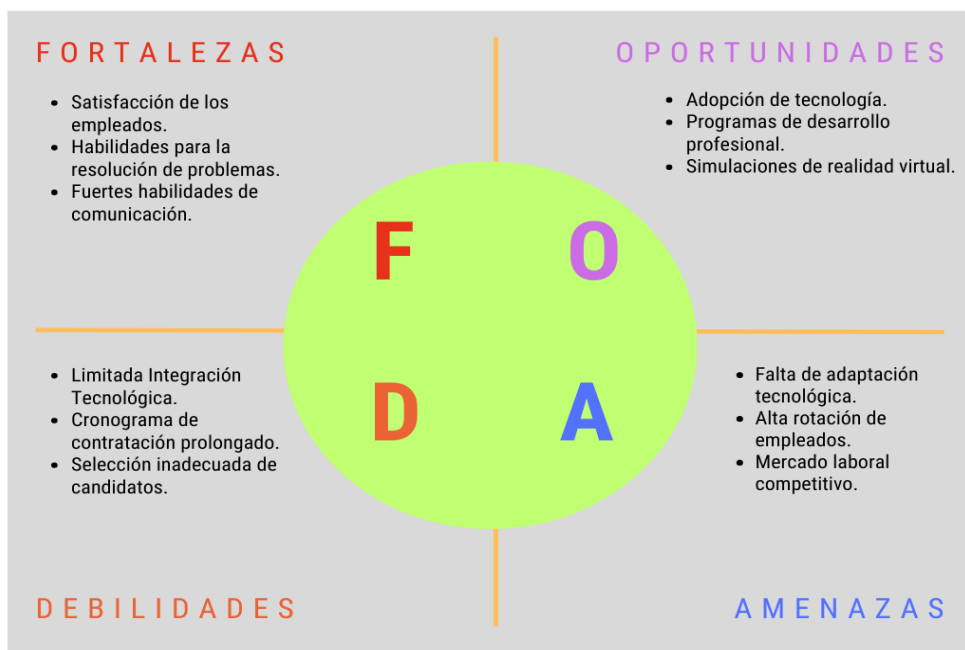 FORTALEZAS
• Satisfacción de los
empleados.
• Habilidades para la
resolución de problemas.
• Fuertes habilidades de
comunicación.
OPORTUNIDADES
• Adopción de tecnología.
• Programas de desarrollo
profesional.
• Simulaciones de realidad virtual.
F O
D A
• Limitada Integración
Tecnológica.
• Cronograma de
contratación prolongado.
• Selección inadecuada de
candidatos.
DEBILIDADES
• Falta de adaptación
tecnológica.
• Alta rotación de
empleados.
• Mercado laboral
competitivo.
AMENAZAS